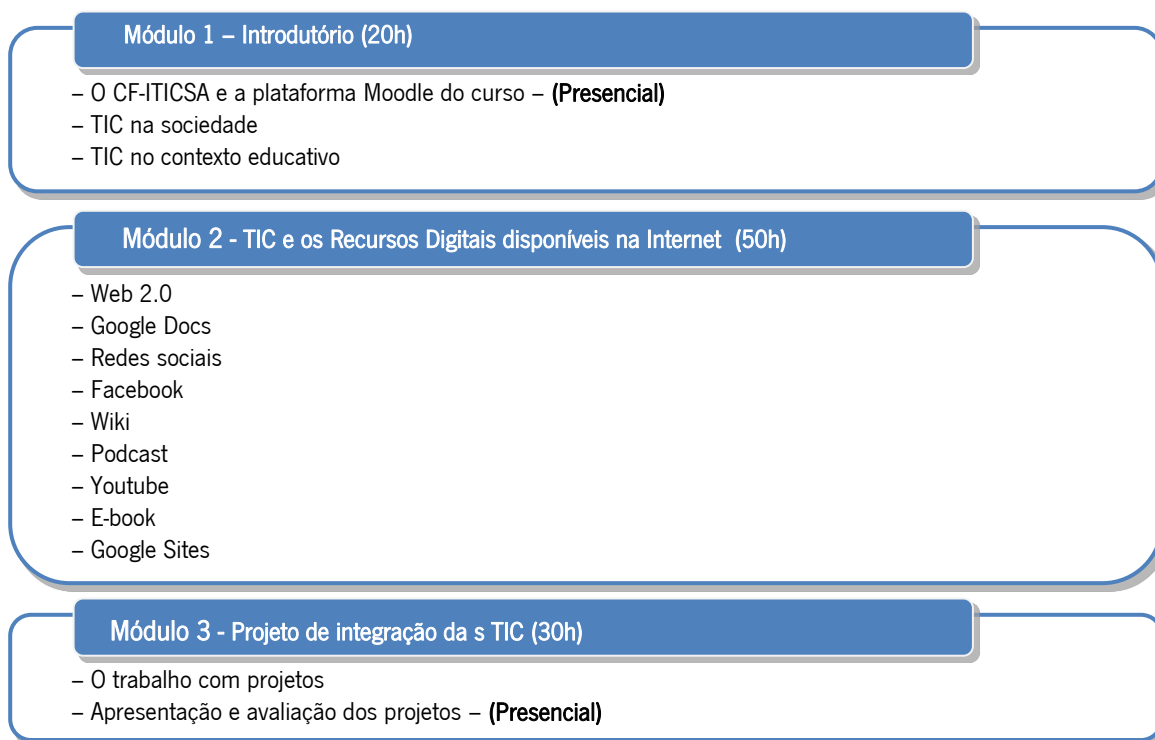 Módulo 1 – Introdutório (20h)
– O CF-ITICSA e a plataforma Moodle do curso – (Presencial)
– TIC na sociedade
– TIC no contexto educativo
Módulo 2 - TIC e os Recursos Digitais disponíveis na Internet (50h)
– Web 2.0
– Google Docs
– Redes sociais
– Facebook
– Wiki
– Podcast
– Youtube
– E-book
– Google Sites
Módulo 3 - Projeto de integração da s TIC (30h)
– O trabalho com projetos
– Apresentação e avaliação dos projetos – (Presencial)